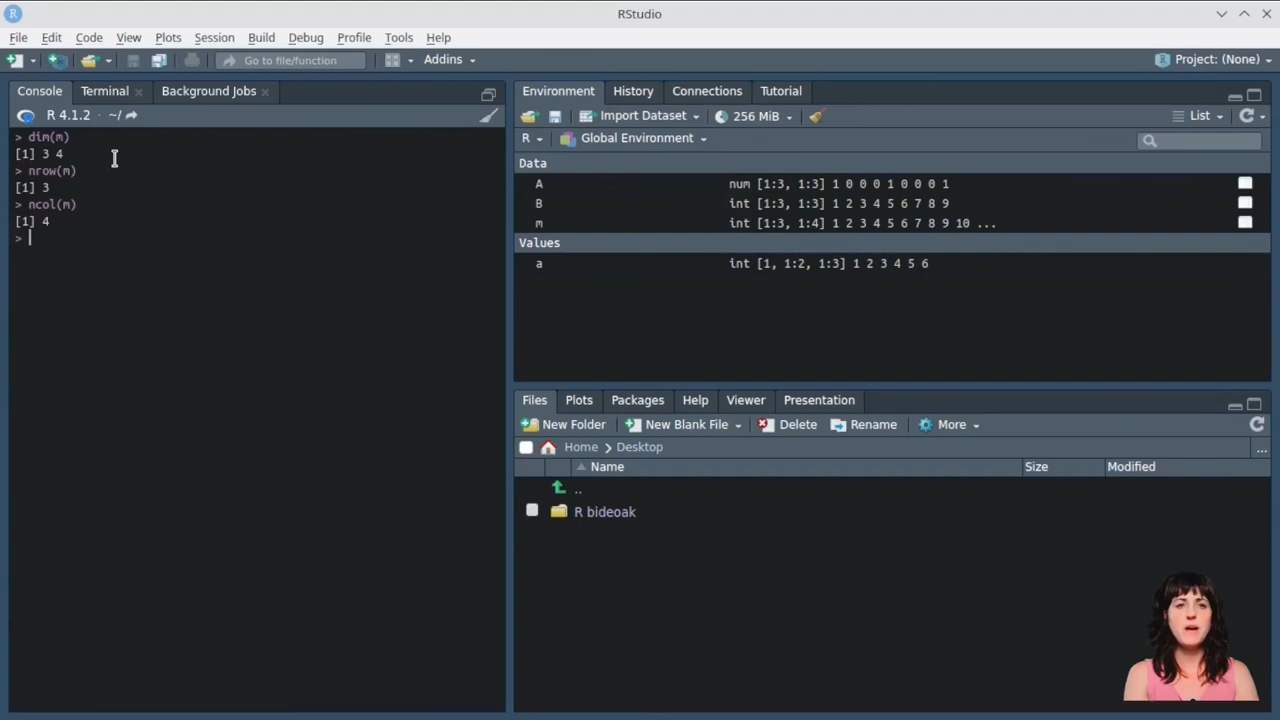 RStudio
File Edit Code View Plots Session Build Debug Profile Tools Help
Go to file/function Addins Project: (None)
Console Terminal Background Jobs
R 4.1.2 · ~/
> dim(m)
[1] 3 4
> nrow(m)
[1] 3
> ncol(m)
[1] 4
>
Environment History Connections Tutorial
Import Dataset 256 MiB List
R Global Environment
Data
A num [1:3, 1:3] 1 0 0 0 1 0 0 0 1
B int [1:3, 1:3] 1 2 3 4 5 6 7 8 9
m int [1:3, 1:4] 1 2 3 4 5 6 7 8 9 10 ...
Values
a int [1, 1:2, 1:3] 1 2 3 4 5 6
Files Plots Packages Help Viewer Presentation
New Folder New Blank File Delete Rename More
Home Desktop ...
Name Size Modified
..
R bideoak